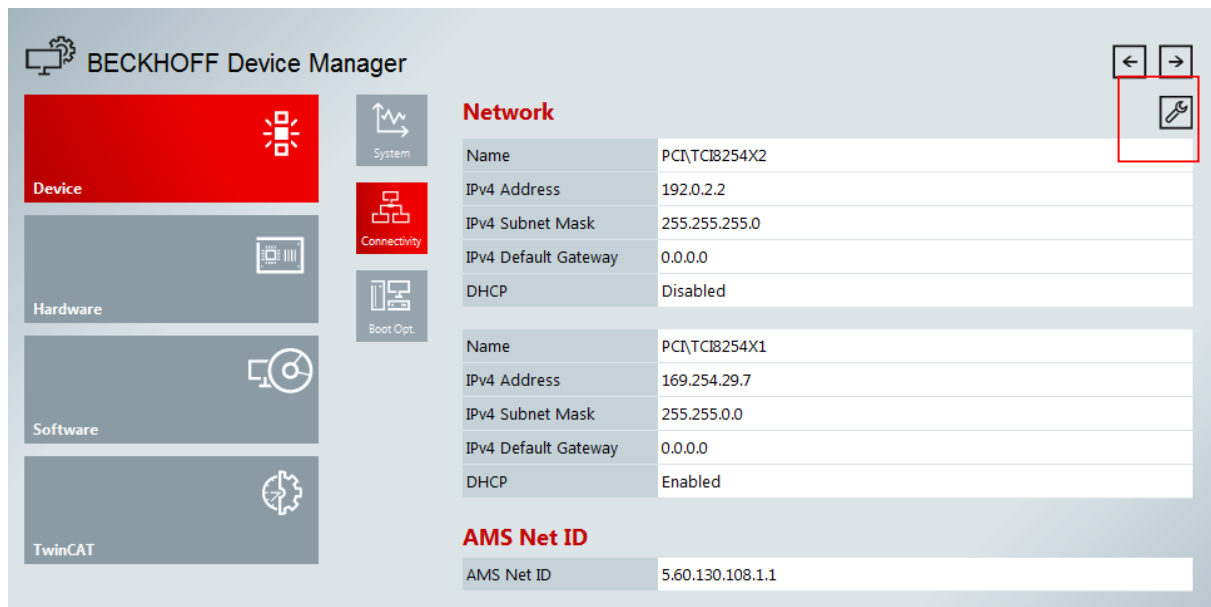 BECKHOFF Device Manager
Device
Hardware
Software
TwinCAT
System
Connectivity
Boot Opt.
Network
Name PCI\TCI8254X2
IPv4 Address 192.0.2.2
IPv4 Subnet Mask 255.255.255.0
IPv4 Default Gateway 0.0.0.0
DHCP Disabled
Name PCI\TCI8254X1
IPv4 Address 169.254.29.7
IPv4 Subnet Mask 255.255.0.0
IPv4 Default Gateway 0.0.0.0
DHCP Enabled
AMS Net ID
AMS Net ID 5.60.130.108.1.1